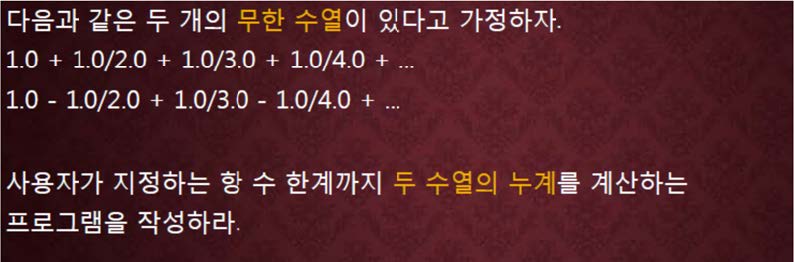 다음과 같은 두 개의 무한 수열이 있다고 가정하자.
1.0 + 1.0/2.0 + 1.0/3.0 + 1.0/4.0 + ...
1.0 - 1.0/2.0 + 1.0/3.0 - 1.0/4.0 + ...
사용자가 지정하는 항 수 한계까지 두 수열의 누계를 계산하는
프로그램을 작성하라.